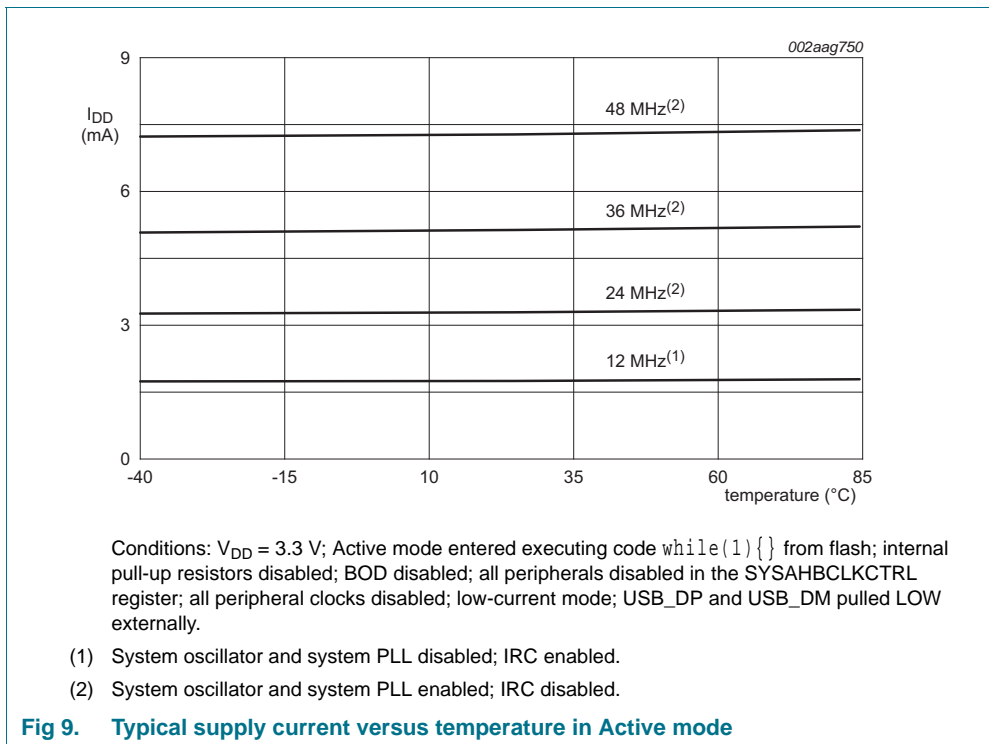 002aag750
9
IDD
(mA)
48 MHz(2)
6
36 MHz(2)
24 MHz(2)
3
12 MHz(1)
0
-40 -15 10 35 60 85
temperature (°C)
Conditions: VDD = 3.3 V; Active mode entered executing code while(1){} from flash; internal
pull-up resistors disabled; BOD disabled; all peripherals disabled in the SYSAHBCLKCTRL
register; all peripheral clocks disabled; low-current mode; USB_DP and USB_DM pulled LOW
externally.
(1) System oscillator and system PLL disabled; IRC enabled.
(2) System oscillator and system PLL enabled; IRC disabled.
Fig 9. Typical supply current versus temperature in Active mode